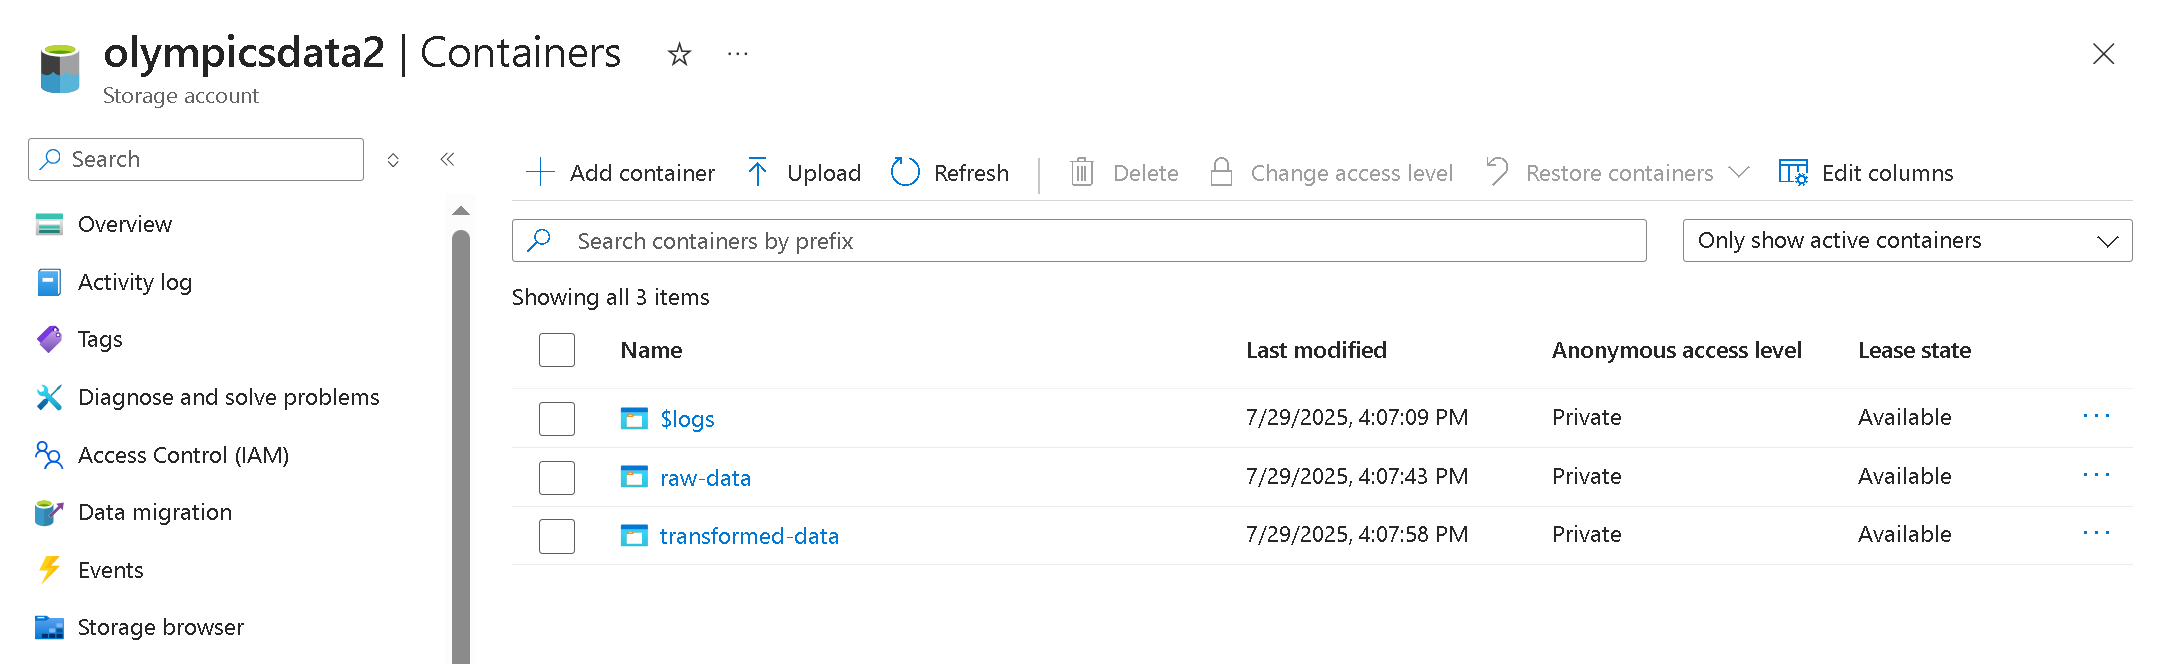 olympicsdata2 | Containers
Storage account
Search
Overview
Activity log
Tags
Diagnose and solve problems
Access Control (IAM)
Data migration
Events
Storage browser
Add container Upload Refresh Delete Change access level Restore containers Edit columns
Search containers by prefix
Only show active containers
Showing all 3 items
Name Last modified Anonymous access level Lease state
$logs 7/29/2025, 4:07:09 PM Private Available
raw-data 7/29/2025, 4:07:43 PM Private Available
transformed-data 7/29/2025, 4:07:58 PM Private Available